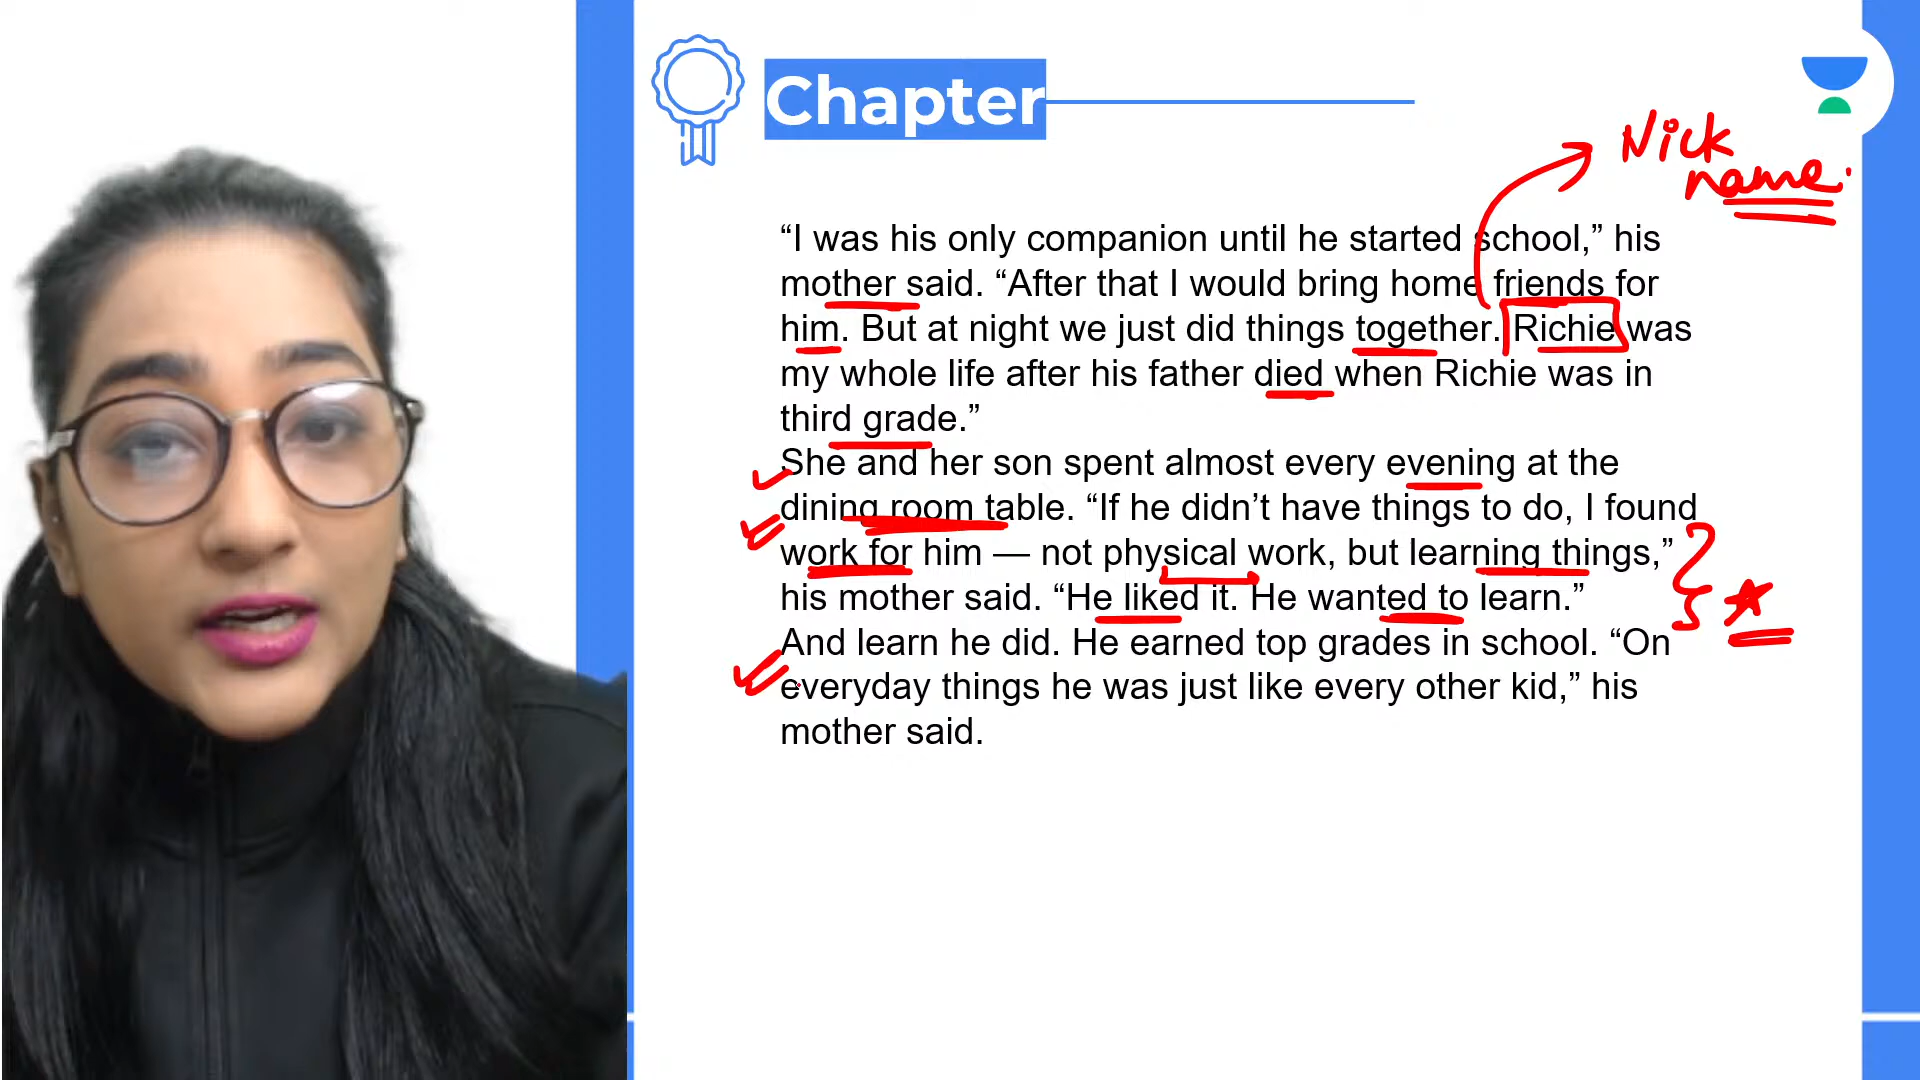 Chapter
Nick
name.
“I was his only companion until he started school,” his
mother said. “After that I would bring home friends for
him. But at night we just did things together. Richie was
my whole life after his father died when Richie was in
third grade.”
She and her son spent almost every evening at the
dining room table. “If he didn’t have things to do, I found
work for him — not physical work, but learning things,”
his mother said. “He liked it. He wanted to learn.”
And learn he did. He earned top grades in school. “On
everyday things he was just like every other kid,” his
mother said.